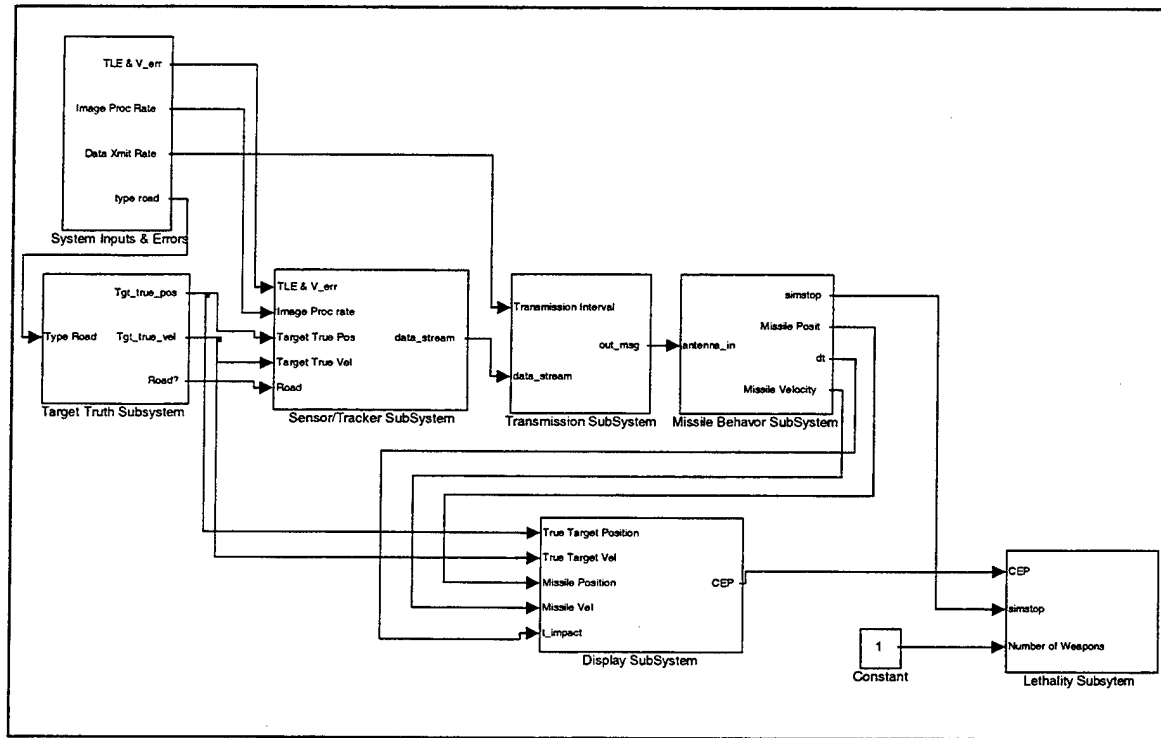 TLE & V_err
Image Proc Rate
Data Xmit Rate
type road
System Inputs & Errors
Tgt_true_pos
Type Road
Tgt_true_vel
Road?
Target Truth Subsystem
TLE & V_err
Image Proc rate
Target True Pos
data_stream
Target True Vel
Road
Sensor/Tracker SubSystem
Transmission Interval
out_msg
data_stream
Transmission SubSystem
simstop
Missile Posit
antenna_in
dt
Missile Velocity
Missile Behavor SubSystem
True Target Position
True Target Vel
Missile Position
CEP
Missile Vel
t_impact
Display SubSystem
1
Constant
CEP
simstop
Number of Weapons
Lethality Subsytem